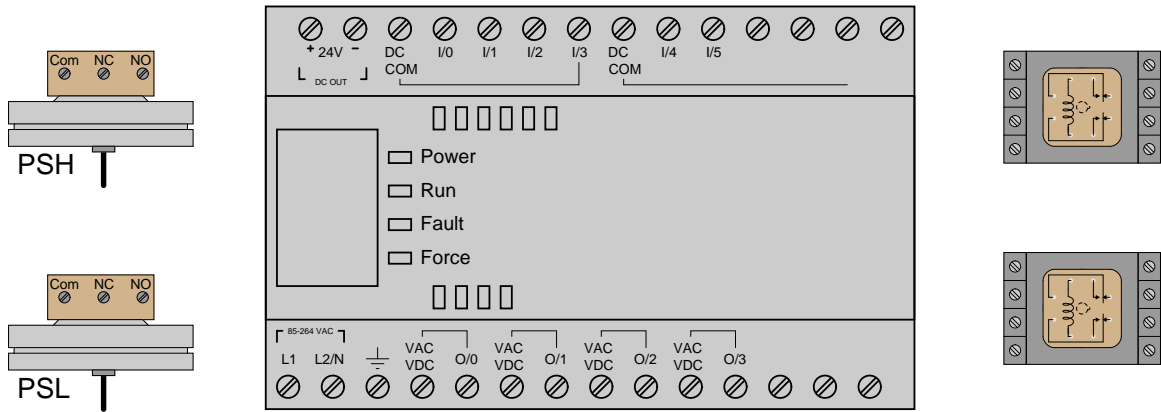 Com NC NO
PSH
Com NC NO
PSL
+ 24V −
DC OUT
DC
COM
I/0 I/1 I/2 I/3
DC
COM
I/4 I/5
Power
Run
Fault
Force
85-264 VAC
L1 L2/N
VAC
VDC
O/0
VAC
VDC
O/1
VAC
VDC
O/2
VAC
VDC
O/3